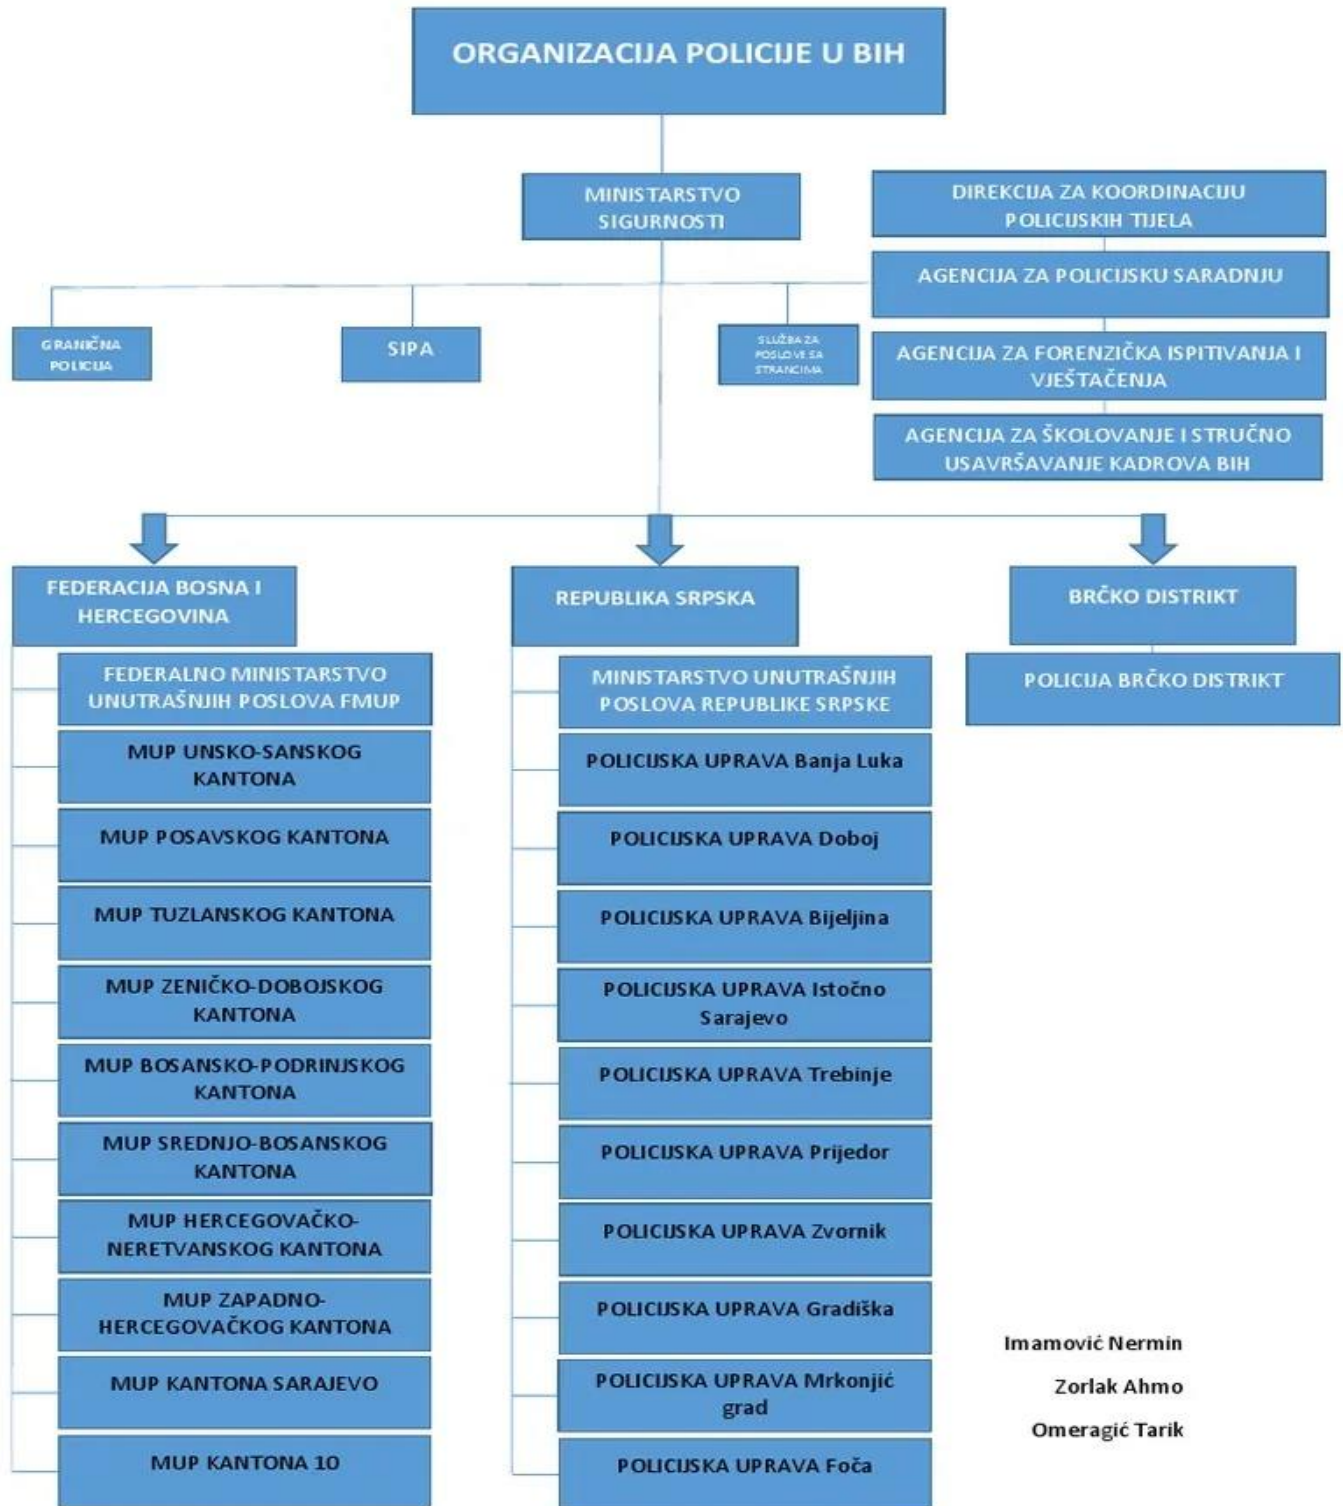 ORGANIZACIJA POLICIJE U BIH
MINISTARSTVO
SIGURNOSTI
DIREKCIJA ZA KOORDINACIJU
POLICIJSKIH TIJELA
AGENCIJA ZA POLICIJSKU SARADNJU
AGENCIJA ZA FORENZIČKA ISPITIVANJA I
VJEŠTAČENJA
AGENCIJA ZA ŠKOLOVANJE I STRUČNO
USAVRŠAVANJE KADROVA BIH
GRANIČNA
POLICIJA
SIPA
SLUŽBA ZA
POSLOVE SA
STRANCIMA
FEDERACIJA BOSNA I
HERCEGOVINA
FEDERALNO MINISTARSTVO
UNUTRAŠNJIH POSLOVA FMUP
MUP UNSKO-SANSKOG
KANTONA
MUP POSAVSKOG KANTONA
MUP TUZLANSKOG KANTONA
MUP ZENIČKO-DOBOJSKOG
KANTONA
MUP BOSANSKO-PODRINJSKOG
KANTONA
MUP SREDNJO-BOSANSKOG
KANTONA
MUP HERCEGOVAČKO-
NERETVANSKOG KANTONA
MUP ZAPADNO-
HERCEGOVAČKOG KANTONA
MUP KANTONA SARAJEVO
MUP KANTONA 10
REPUBLIKA SRPSKA
MINISTARSTVO UNUTRAŠNJIH
POSLOVA REPUBLIKE SRPSKE
POLICIJSKA UPRAVA Banja Luka
POLICIJSKA UPRAVA Doboj
POLICIJSKA UPRAVA Bijeljina
POLICIJSKA UPRAVA Istočno
Sarajevo
POLICIJSKA UPRAVA Trebinje
POLICIJSKA UPRAVA Prijedor
POLICIJSKA UPRAVA Zvornik
POLICIJSKA UPRAVA Gradiška
POLICIJSKA UPRAVA Mrkonjić
grad
POLICIJSKA UPRAVA Foča
BRČKO DISTRIKT
POLICIJA BRČKO DISTRIKT
Imamović Nermin
Zorlak Ahmo
Omeragić Tarik